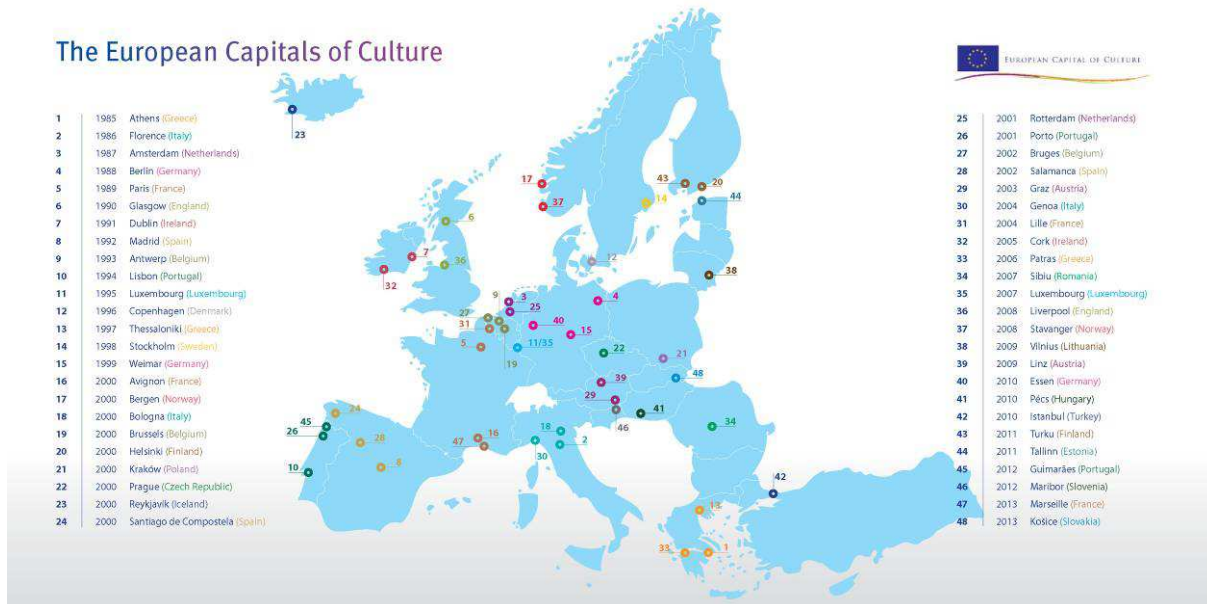 The European Capitals of Culture
EUROPEAN CAPITAL OF CULTURE
1 1985 Athens (Greece)
2 1986 Florence (Italy)
3 1987 Amsterdam (Netherlands)
4 1988 Berlin (Germany)
5 1989 Paris (France)
6 1990 Glasgow (England)
7 1991 Dublin (Ireland)
8 1992 Madrid (Spain)
9 1993 Antwerp (Belgium)
10 1994 Lisbon (Portugal)
11 1995 Luxembourg (Luxembourg)
12 1996 Copenhagen (Denmark)
13 1997 Thessaloniki (Greece)
14 1998 Stockholm (Sweden)
15 1999 Weimar (Germany)
16 2000 Avignon (France)
17 2000 Bergen (Norway)
18 2000 Bologna (Italy)
19 2000 Brussels (Belgium)
20 2000 Helsinki (Finland)
21 2000 Kraków (Poland)
22 2000 Prague (Czech Republic)
23 2000 Reykjavík (Iceland)
24 2000 Santiago de Compostela (Spain)
23
17
37
43
20
14
44
6
7
36
32
12
38
9
3
25
4
27
31
40
15
5
11/35
19
22
21
39
48
29
41
46
45
24
26
28
10
8
16
47
18
2
30
34
42
13
33
1
25 2001 Rotterdam (Netherlands)
26 2001 Porto (Portugal)
27 2002 Bruges (Belgium)
28 2002 Salamanca (Spain)
29 2003 Graz (Austria)
30 2004 Genoa (Italy)
31 2004 Lille (France)
32 2005 Cork (Ireland)
33 2006 Patras (Greece)
34 2007 Sibiu (Romania)
35 2007 Luxembourg (Luxembourg)
36 2008 Liverpool (England)
37 2008 Stavanger (Norway)
38 2009 Vilnius (Lithuania)
39 2009 Linz (Austria)
40 2010 Essen (Germany)
41 2010 Pécs (Hungary)
42 2010 Istanbul (Turkey)
43 2011 Turku (Finland)
44 2011 Tallinn (Estonia)
45 2012 Guimarães (Portugal)
46 2012 Maribor (Slovenia)
47 2013 Marseille (France)
48 2013 Košice (Slovakia)